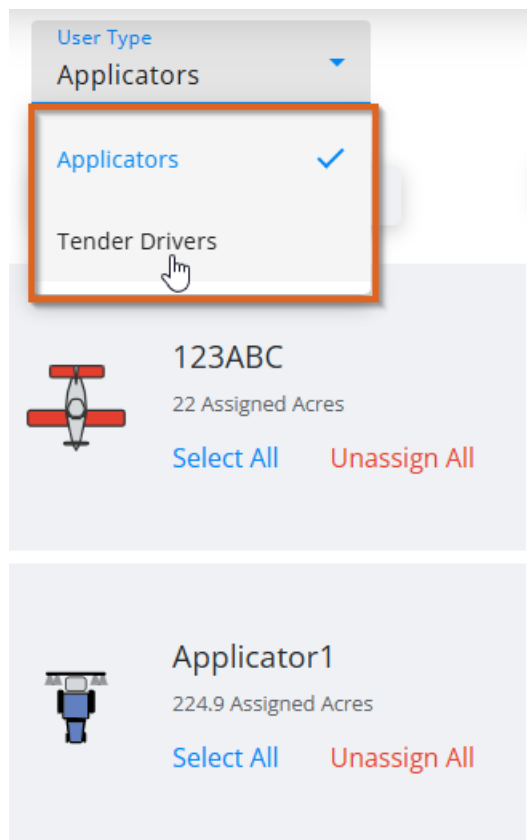 User Type
Applicators
Applicators
Tender Drivers
123ABC
22 Assigned Acres
Select All Unassign All
Applicator1
224.9 Assigned Acres
Select All Unassign All